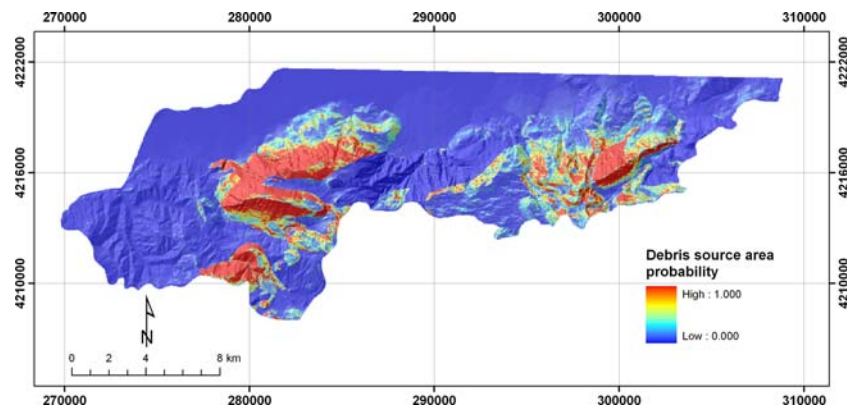 270000 280000 290000 300000 310000
4222000 4222000
4216000 4216000
Debris source area
probability
High : 1.000
Low : 0.000
4210000 4210000
N
0 2 4 8 km
270000 280000 290000 300000 310000